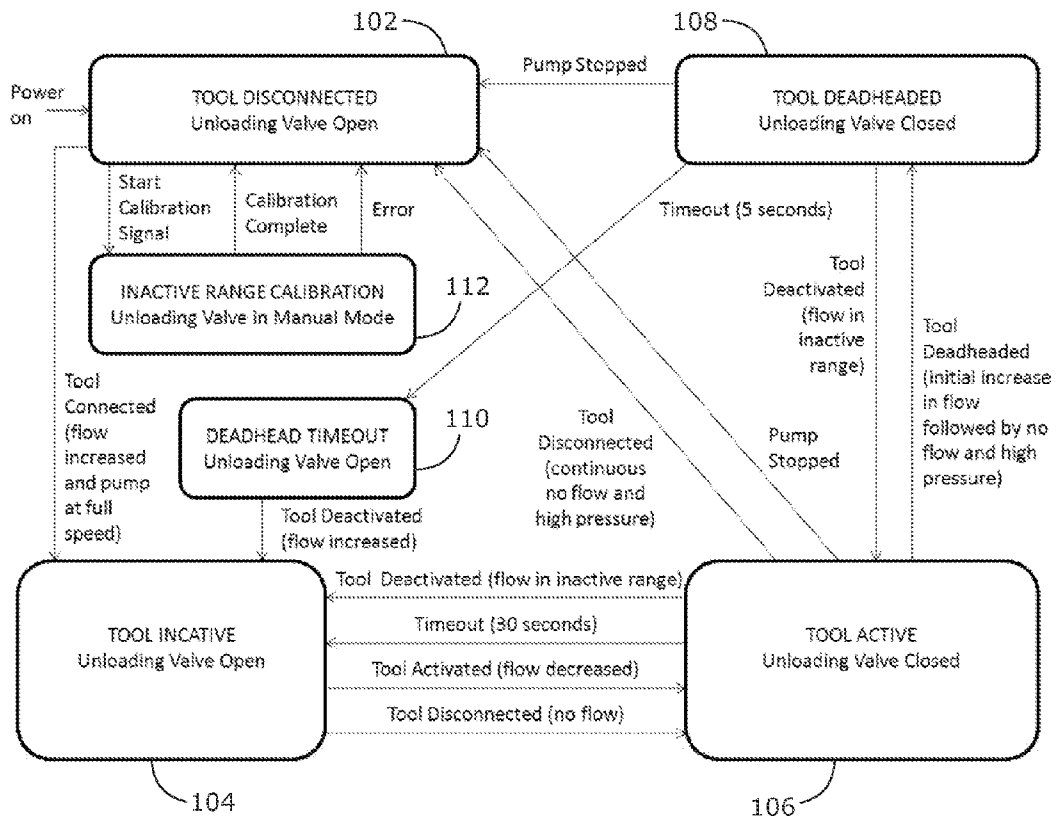 102
108
Power
on
TOOL DISCONNECTED
Unloading Valve Open
Pump Stopped
TOOL DEADHEADED
Unloading Valve Closed
Start
Calibration
Signal
Calibration
Complete
Error
Timeout (5 seconds)
INACTIVE RANGE CALIBRATION
Unloading Valve in Manual Mode
112
Tool
Deactivated
(flow in
inactive
range)
Tool
Deadheaded
(initial increase
in flow
followed by no
flow and high
pressure)
Tool
Connected
(flow
increased
and pump
at full
speed)
DEADHEAD TIMEOUT
Unloading Valve Open
110
Tool
Disconnected
(continuous
no flow and
high pressure)
Pump
Stopped
Tool Deactivated
(flow increased)
TOOL INCATIVE
Unloading Valve Open
Tool Deactivated (flow in inactive range)
Timeout (30 seconds)
Tool Activated (flow decreased)
Tool Disconnected (no flow)
TOOL ACTIVE
Unloading Valve Closed
104
106